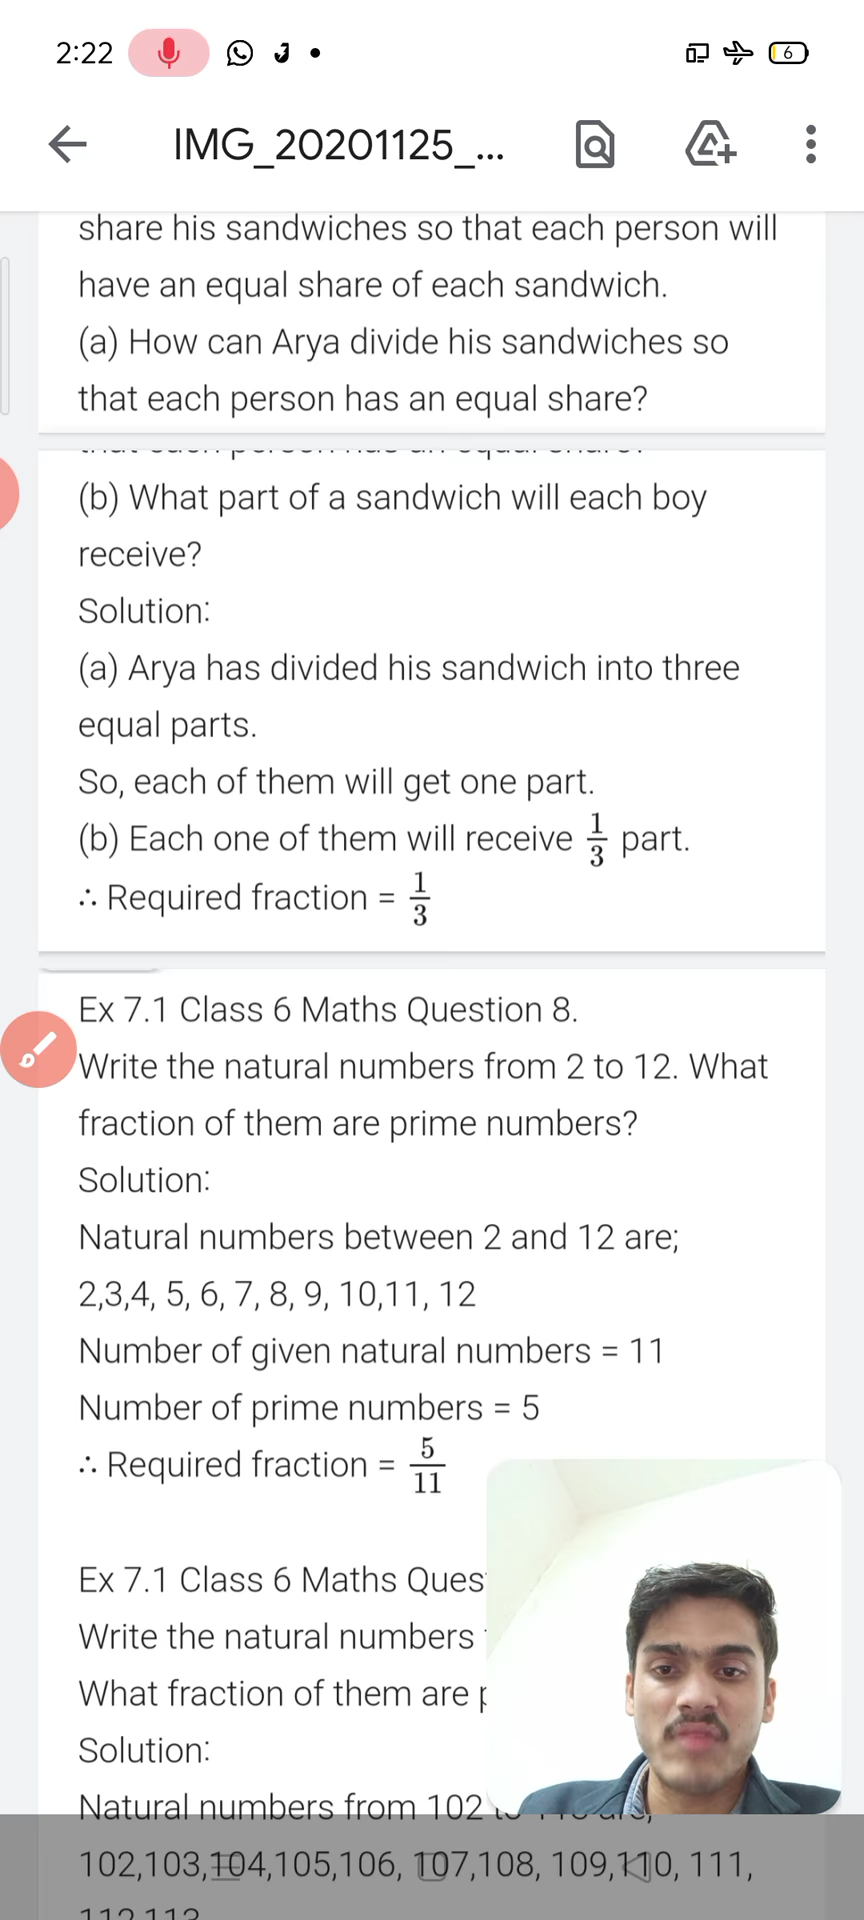 2:22
6
IMG_20201125_...
share his sandwiches so that each person will
have an equal share of each sandwich.
(a) How can Arya divide his sandwiches so
that each person has an equal share?
(b) What part of a sandwich will each boy
receive?
Solution:
(a) Arya has divided his sandwich into three
equal parts.
So, each of them will get one part.
(b) Each one of them will receive 1/3 part.
∴ Required fraction = 1/3
Ex 7.1 Class 6 Maths Question 8.
Write the natural numbers from 2 to 12. What
fraction of them are prime numbers?
Solution:
Natural numbers between 2 and 12 are;
2,3,4, 5, 6, 7, 8, 9, 10,11, 12
Number of given natural numbers = 11
Number of prime numbers = 5
∴ Required fraction = 5/11
Ex 7.1 Class 6 Maths Ques
Write the natural numbers
What fraction of them are
Solution:
Natural numbers from 102
102,103,104,105,106, 107,108, 109,110, 111,